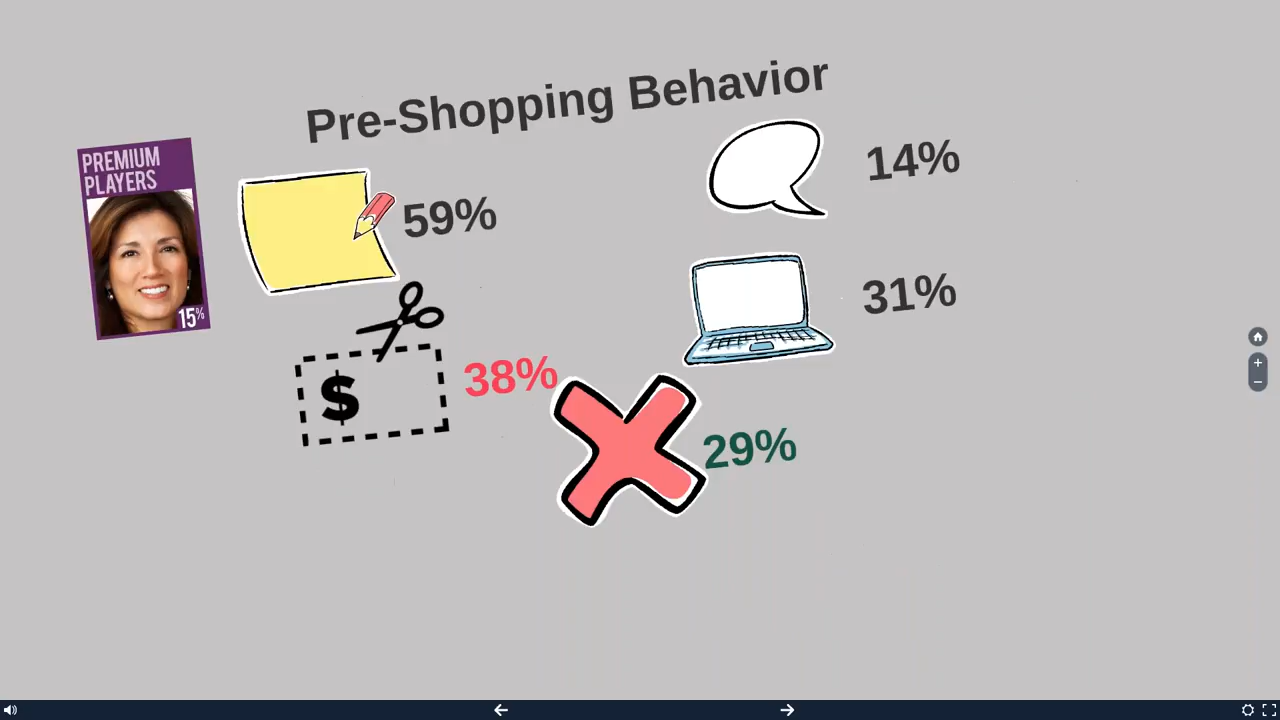 Pre-Shopping Behavior
PREMIUM
PLAYERS
15%
59%
14%
31%
$
38%
29%